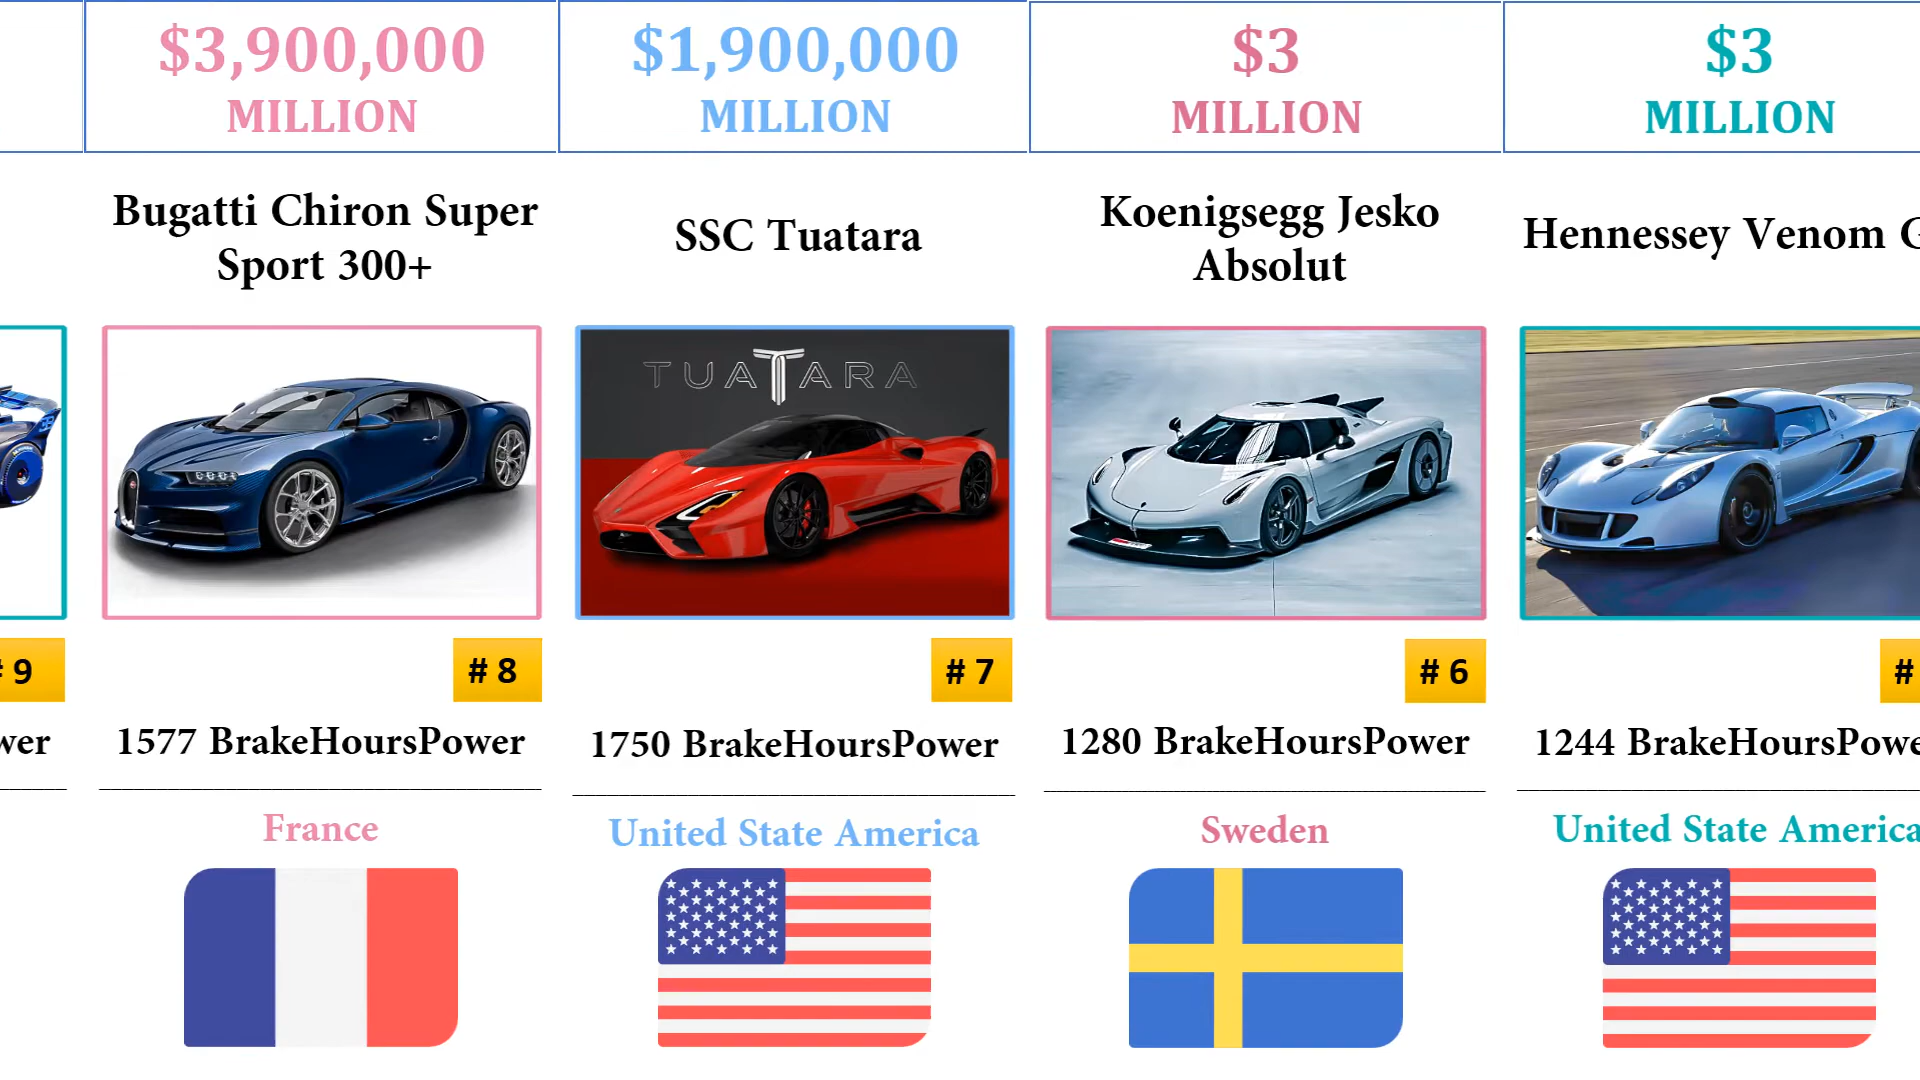 $3,900,000
MILLION
Bugatti Chiron Super
Sport 300+
# 8
1577 BrakeHoursPower
France
$1,900,000
MILLION
SSC Tuatara
TUATARA
# 7
1750 BrakeHoursPower
United State America
$3
MILLION
Koenigsegg Jesko
Absolut
# 6
1280 BrakeHoursPower
Sweden
$3
MILLION
Hennessey Venom
#
1244
United State America
9